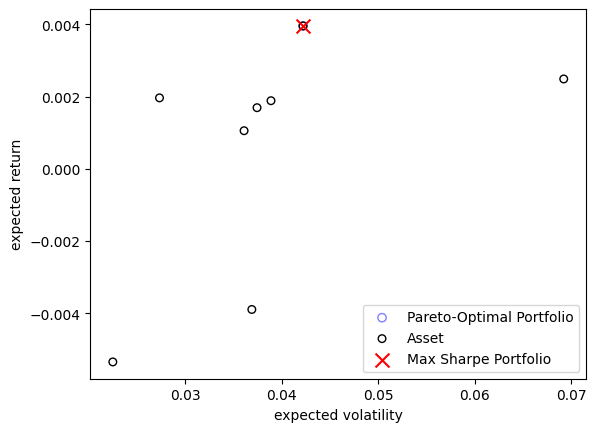 0.004
0.002
0.000
−0.002
−0.004
expected return
Pareto-Optimal Portfolio
Asset
Max Sharpe Portfolio
0.03 0.04 0.05 0.06 0.07
expected volatility